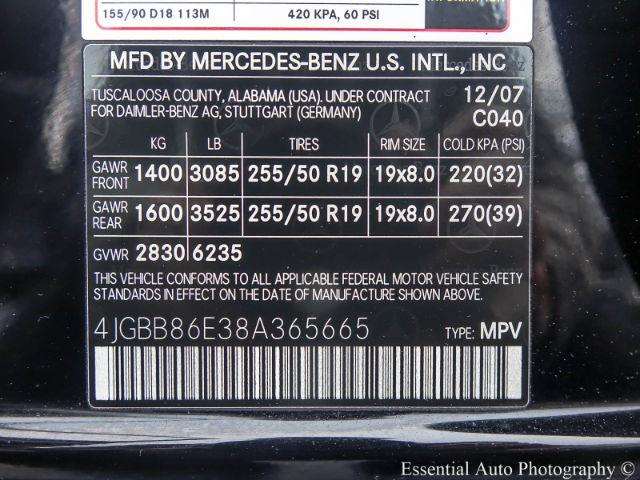 155/90 D18 113M 420 KPA, 60 PSI
MFD BY MERCEDES-BENZ U.S. INTL., INC
TUSCALOOSA COUNTY, ALABAMA (USA). UNDER CONTRACT 12/07
FOR DAIMLER-BENZ AG, STUTTGART (GERMANY) C040
KG LB TIRES RIM SIZE COLD KPA (PSI)
GAWR FRONT 1400 3085 255/50 R19 19x8.0 220(32)
GAWR REAR 1600 3525 255/50 R19 19x8.0 270(39)
GVWR 2830 6235
THIS VEHICLE CONFORMS TO ALL APPLICABLE FEDERAL MOTOR VEHICLE SAFETY
STANDARDS IN EFFECT ON THE DATE OF MANUFACTURE SHOWN ABOVE.
4JGBB86E38A365665 TYPE: MPV
Essential Auto Photography (C)